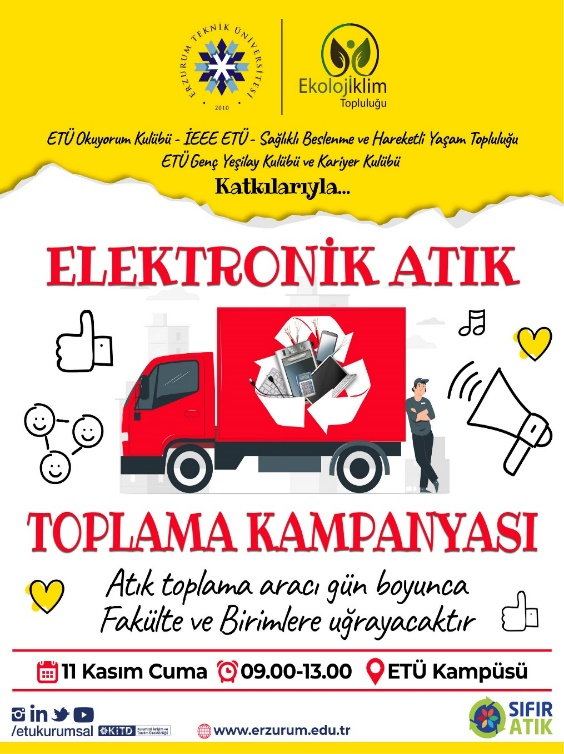 ERZURUM TEKNİK ÜNİVERSİTESİ
2010
Ekolojiklim
Topluluğu
ETÜ Okuyorum Kulübü - İEEE ETÜ - Sağlıklı Beslenme ve Hareketli Yaşam Topluluğu
ETÜ Genç Yeşilay Kulübü ve Kariyer Kulübü
Katkılarıyla...
ELEKTRONİK ATIK
TOPLAMA KAMPANYASI
Atık toplama aracı gün boyunca
Fakülte ve Birimlere uğrayacaktır
11 Kasım Cuma 09.00-13.00 ETÜ Kampüsü
/etukurumsal
KİTD
www.erzurum.edu.tr
SIFIR
ATIK